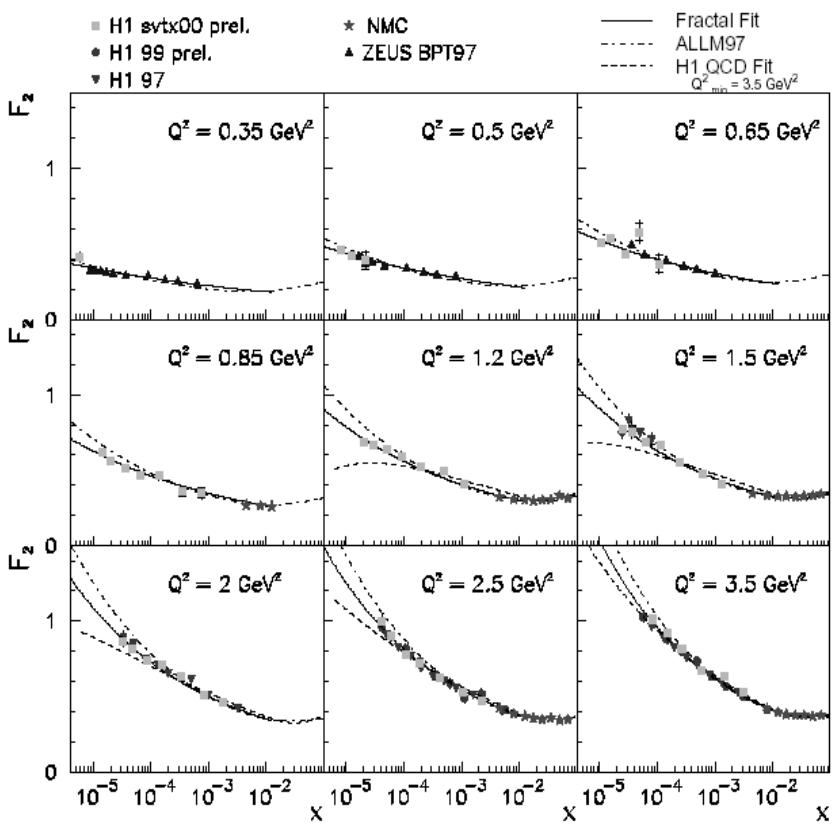 H1 svtx00 prel.
H1 99 prel.
H1 97
NMC
ZEUS BPT97
Fractal Fit
ALLM97
H1 QCD Fit
Q² min = 3.5 GeV²
F₂
Q² = 0.35 GeV²
Q² = 0.5 GeV²
Q² = 0.65 GeV²
1
0
F₂
Q² = 0.85 GeV²
Q² = 1.2 GeV²
Q² = 1.5 GeV²
1
0
F₂
Q² = 2 GeV²
Q² = 2.5 GeV²
Q² = 3.5 GeV²
1
0
10⁻⁵ 10⁻⁴ 10⁻³ 10⁻² 10⁻⁵ 10⁻⁴ 10⁻³ 10⁻² 10⁻⁵ 10⁻⁴ 10⁻³ 10⁻²
x x x